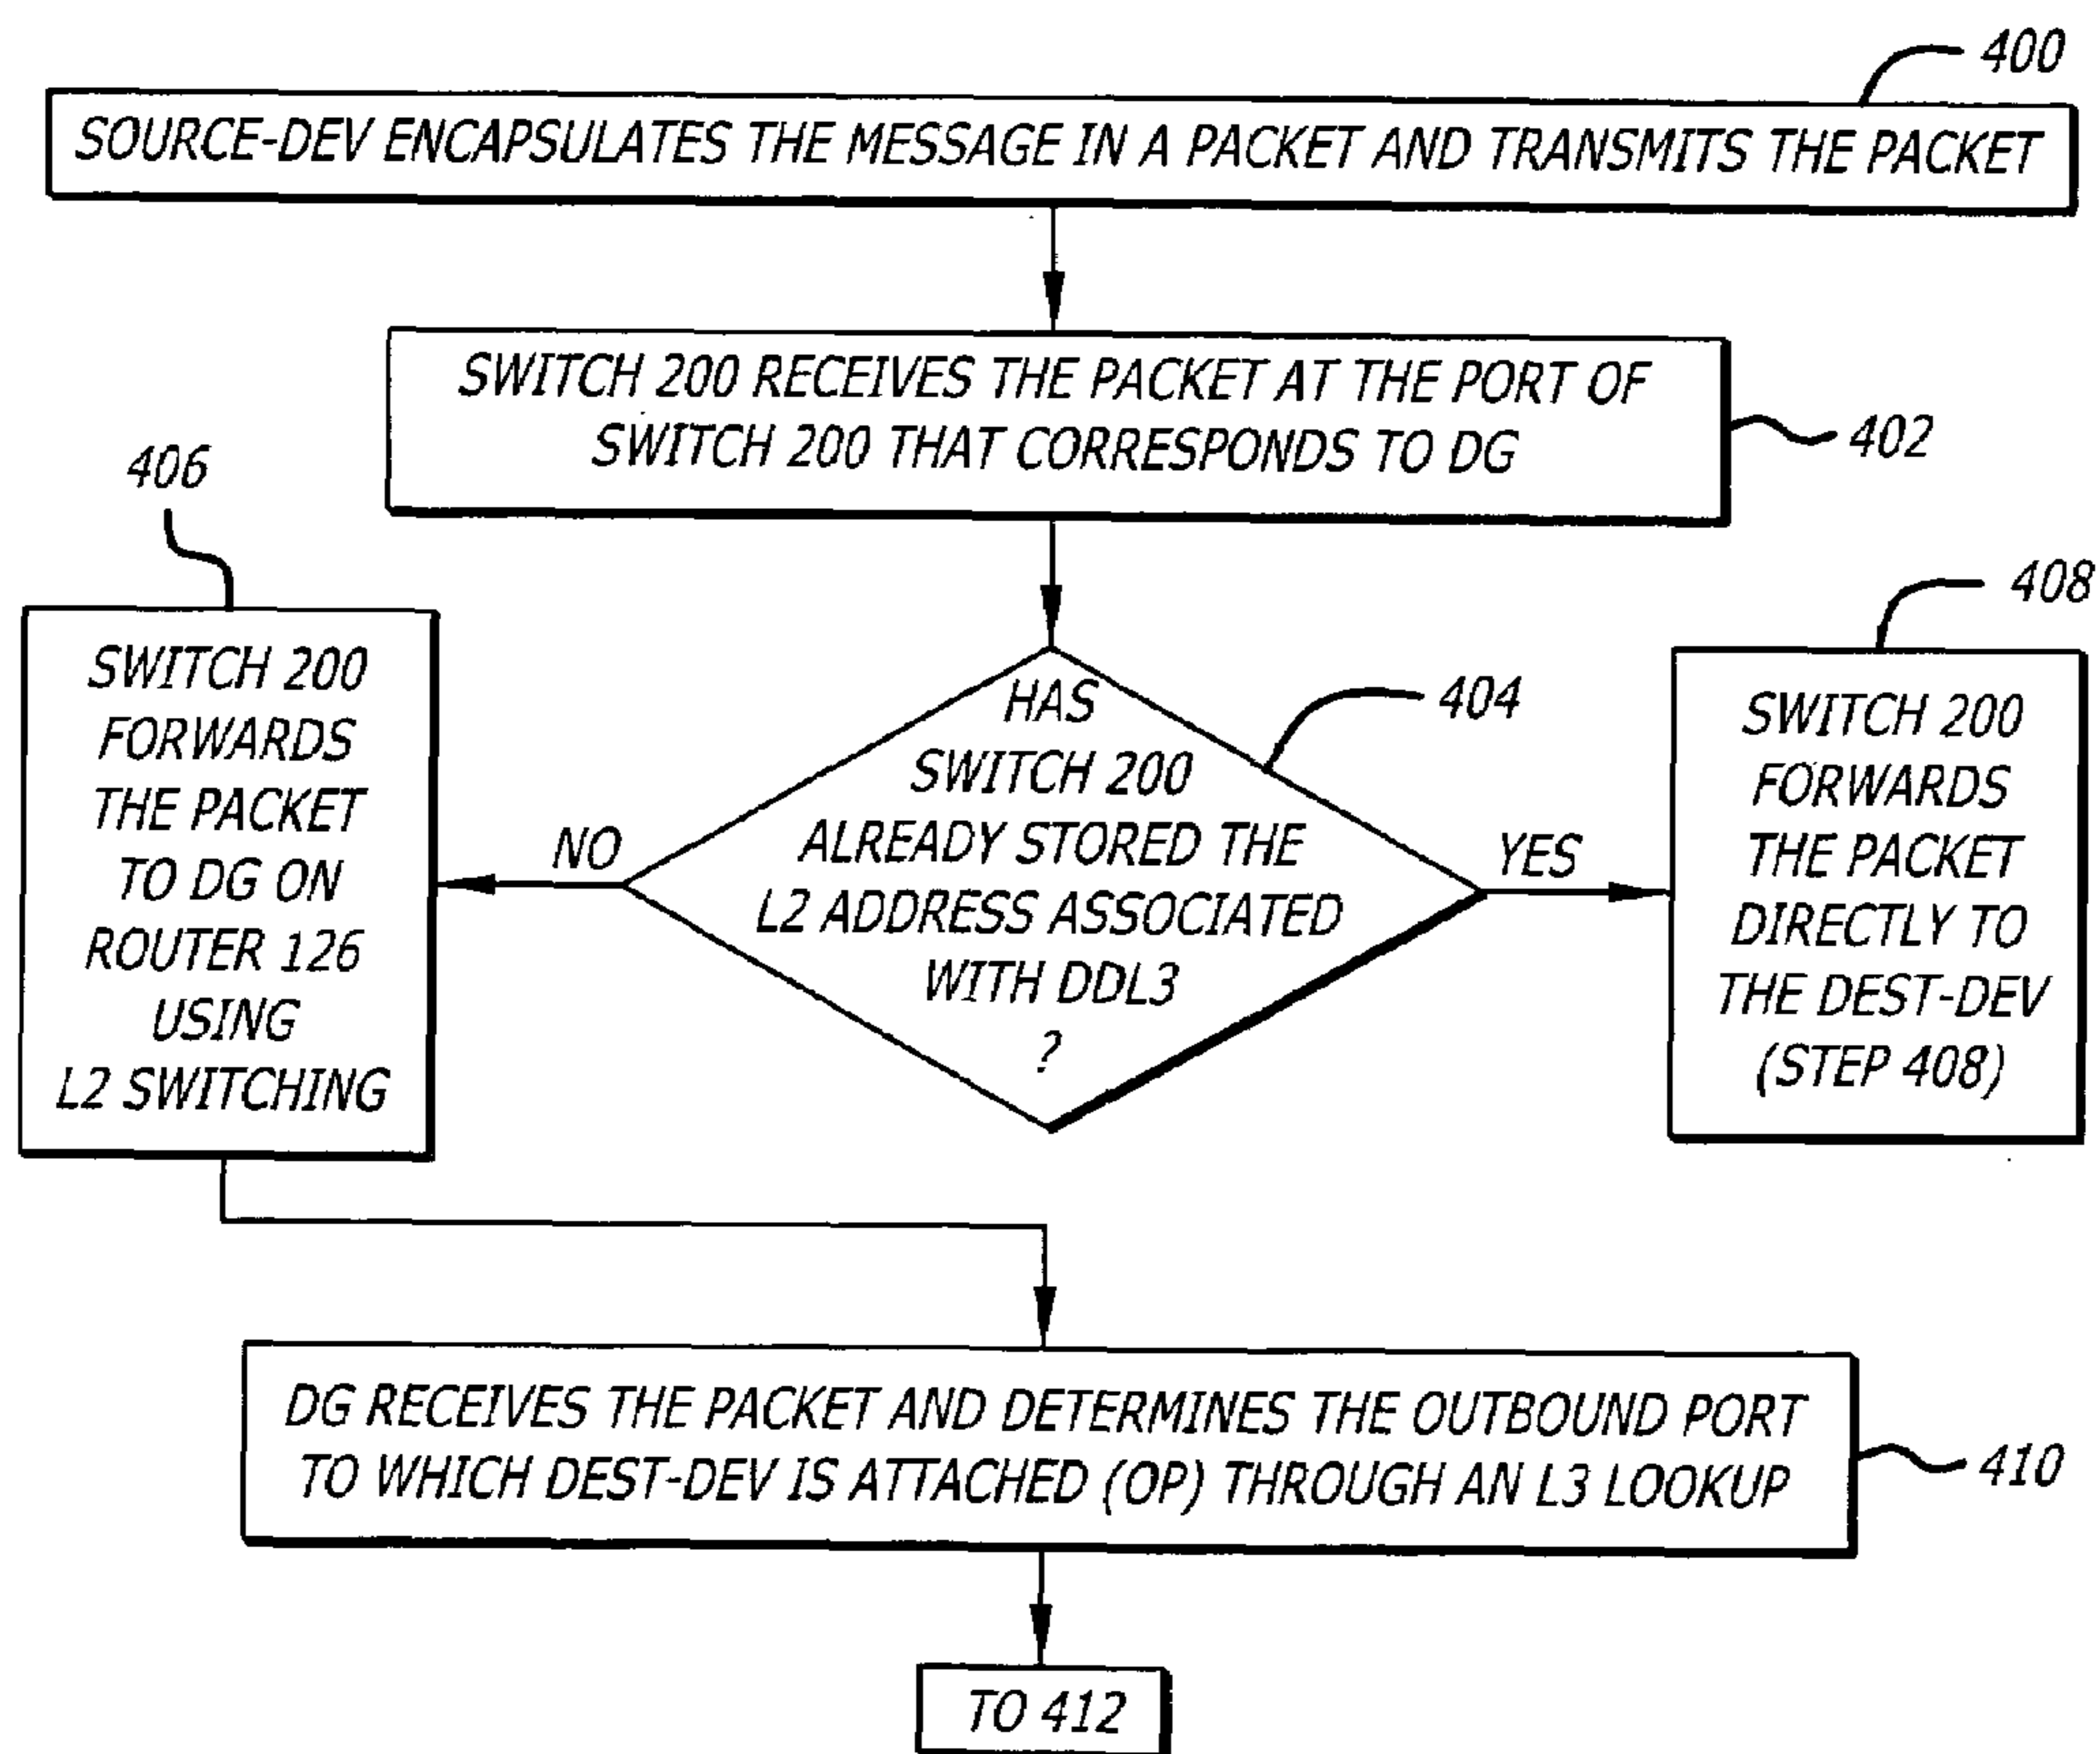 400
SOURCE-DEV ENCAPSULATES THE MESSAGE IN A PACKET AND TRANSMITS THE PACKET
SWITCH 200 RECEIVES THE PACKET AT THE PORT OF
SWITCH 200 THAT CORRESPONDS TO DG
402
406
SWITCH 200
FORWARDS
THE PACKET
TO DG ON
ROUTER 126
USING
L2 SWITCHING
NO
HAS
SWITCH 200
ALREADY STORED THE
L2 ADDRESS ASSOCIATED
WITH DDL3
?
404
YES
408
SWITCH 200
FORWARDS
THE PACKET
DIRECTLY TO
THE DEST-DEV
(STEP 408)
DG RECEIVES THE PACKET AND DETERMINES THE OUTBOUND PORT
TO WHICH DEST-DEV IS ATTACHED (OP) THROUGH AN L3 LOOKUP
410
TO 412